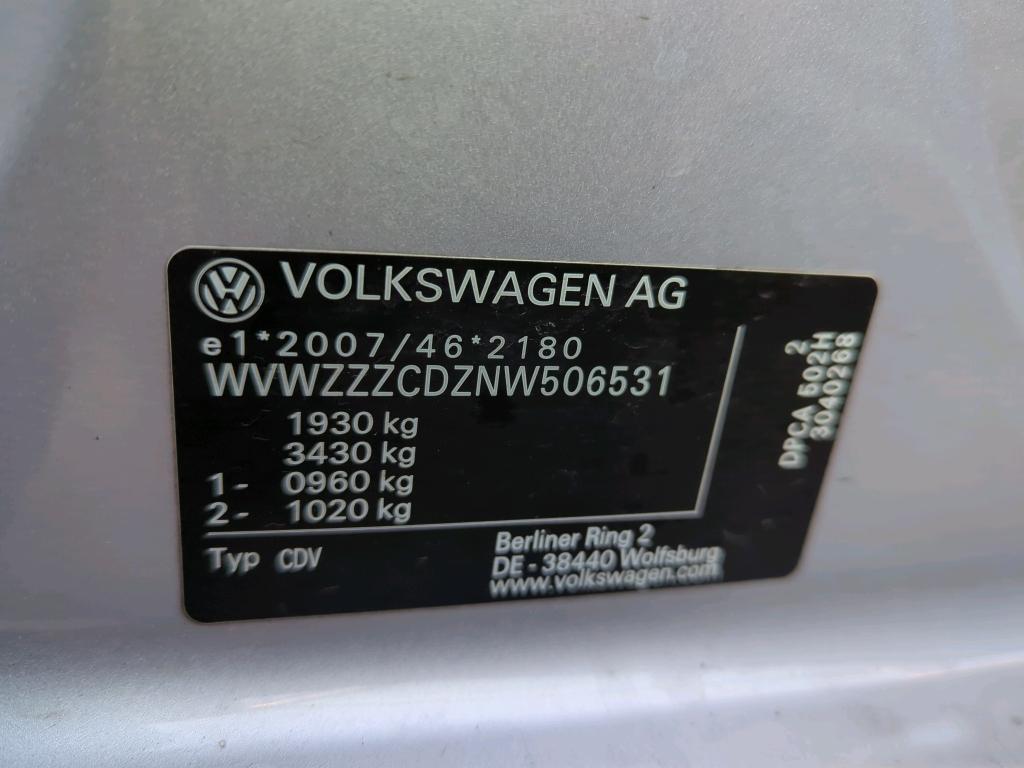 VOLKSWAGEN AG
e1*2007/46*2180
WVWZZZCDZNW506531
1930 kg
3430 kg
1- 0960 kg
2- 1020 kg
Typ CDV
Berliner Ring 2
DE - 38440 Wolfsburg
www.volkswagen.com
2
DPCA 502H
3040268